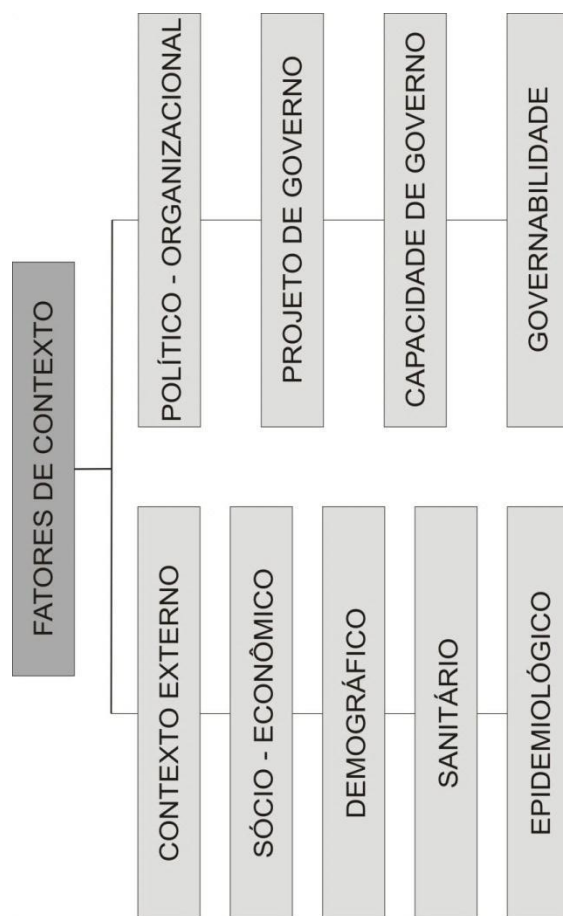 FATORES DE CONTEXTO
CONTEXTO EXTERNO
SÓCIO - ECONÔMICO
DEMOGRÁFICO
SANITÁRIO
EPIDEMIOLÓGICO
POLÍTICO - ORGANIZACIONAL
PROJETO DE GOVERNO
CAPACIDADE DE GOVERNO
GOVERNABILIDADE